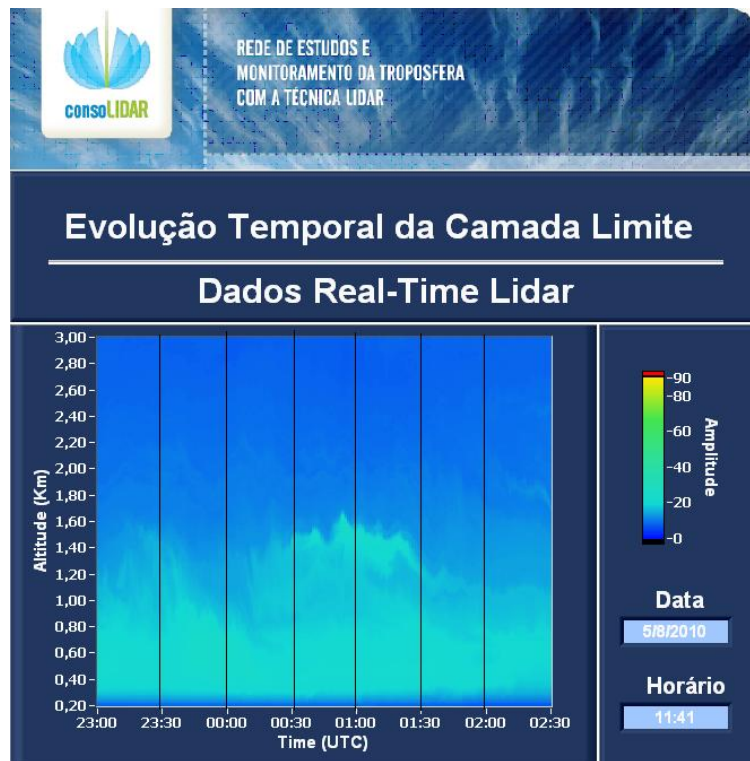 consoLIDAR
REDE DE ESTUDOS E
MONITORAMENTO DA TROPOSFERA
COM A TÉCNICA LIDAR
Evolução Temporal da Camada Limite
Dados Real-Time Lidar
3,00
2,80
2,60
2,40
2,20
2,00
1,80
1,60
1,40
1,20
1,00
0,80
0,60
0,40
0,20
Altitude (Km)
23:00 23:30 00:00 00:30 01:00 01:30 02:00 02:30
Time (UTC)
90
80
60
40
20
0
Amplitude
Data
5/8/2010
Horário
11:41